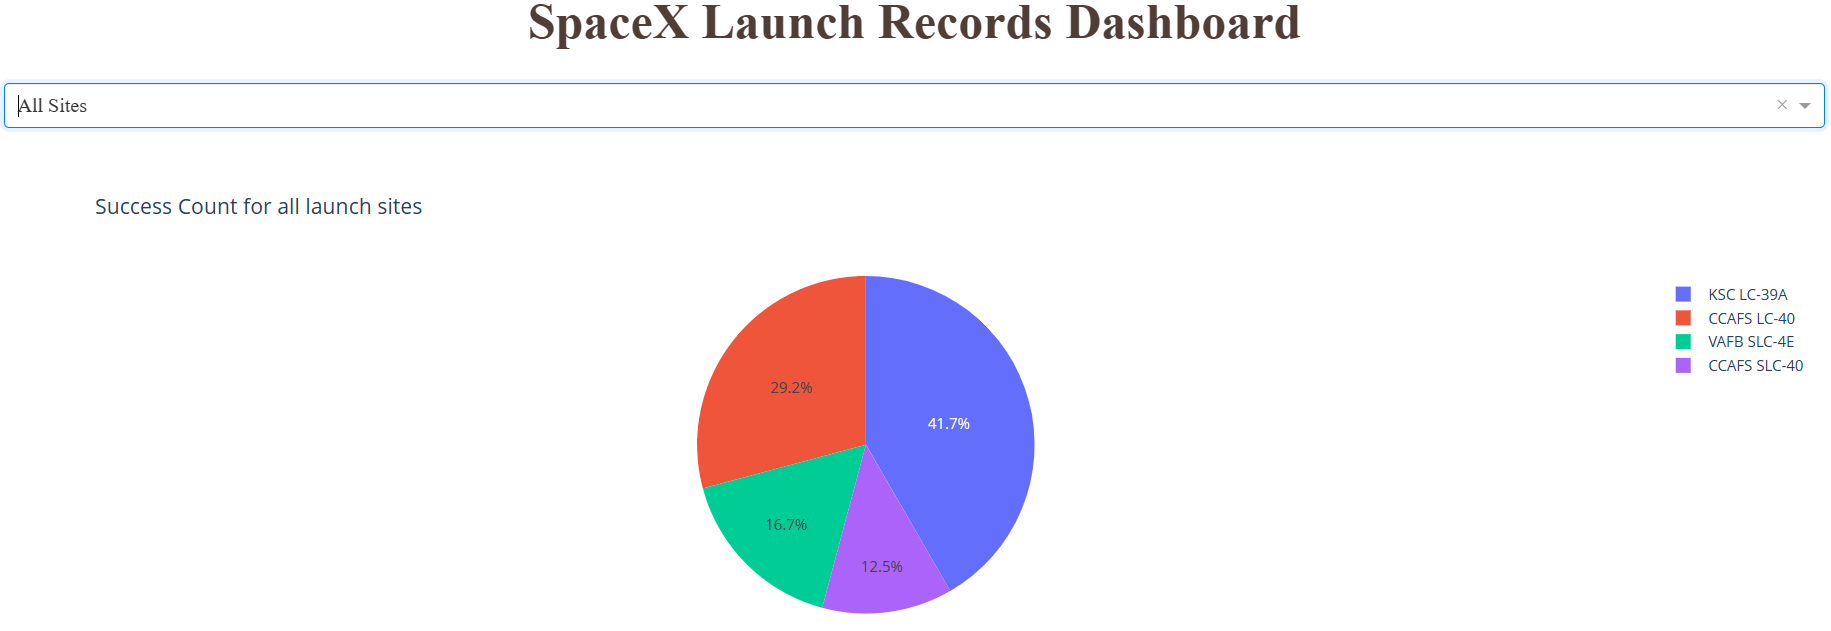 SpaceX Launch Records Dashboard
All Sites
Success Count for all launch sites
KSC LC-39A
CCAFS LC-40
VAFB SLC-4E
CCAFS SLC-40
29.2%
41.7%
16.7%
12.5%